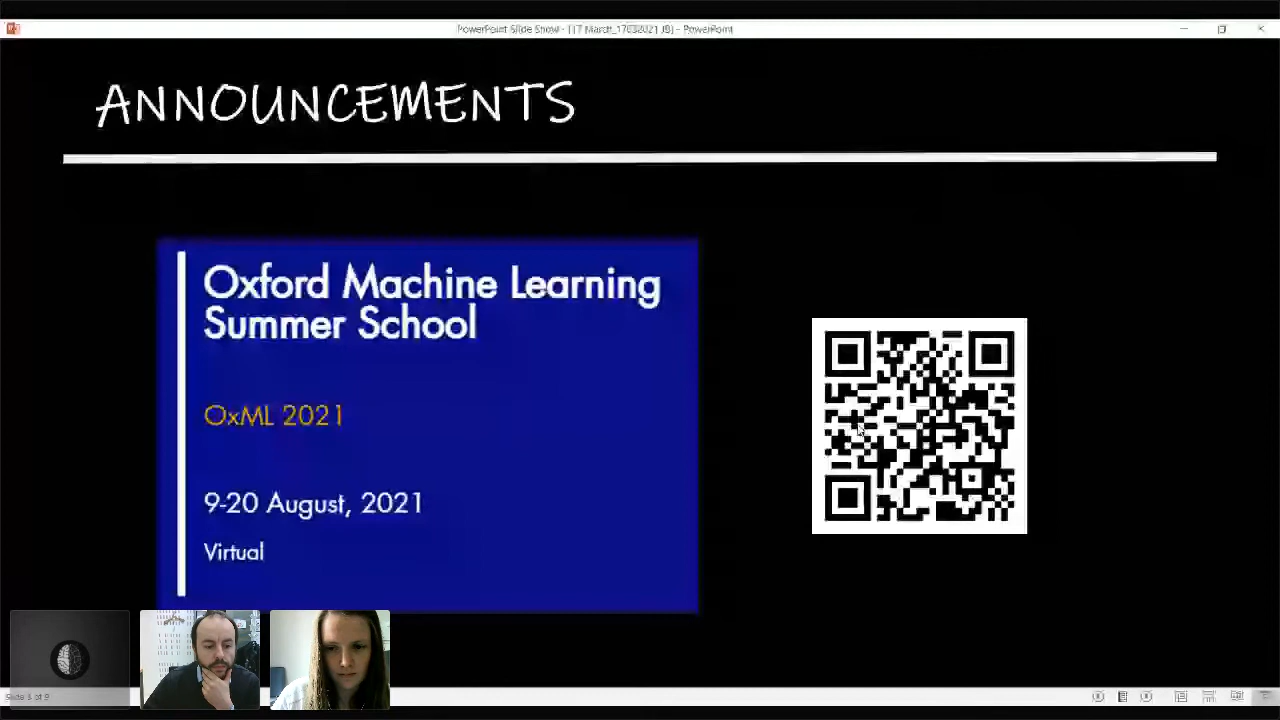 PowerPoint Slide Show - [IT March_17032021 JB] - PowerPoint
ANNOUNCEMENTS
Oxford Machine Learning
Summer School
OxML 2021
9-20 August, 2021
Virtual